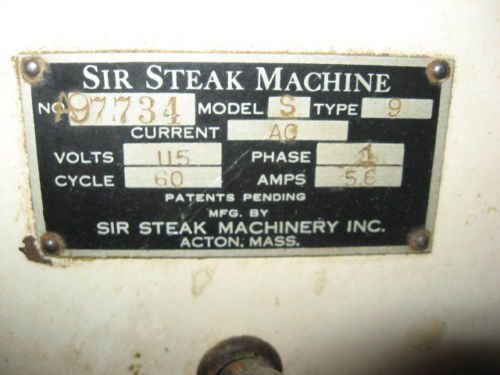 SIR STEAK MACHINE
NO. A97734 MODEL S TYPE 9
CURRENT AC
VOLTS 115 PHASE 1
CYCLE 60 AMPS 5.6
PATENTS PENDING
MFG. BY
SIR STEAK MACHINERY INC.
ACTON, MASS.